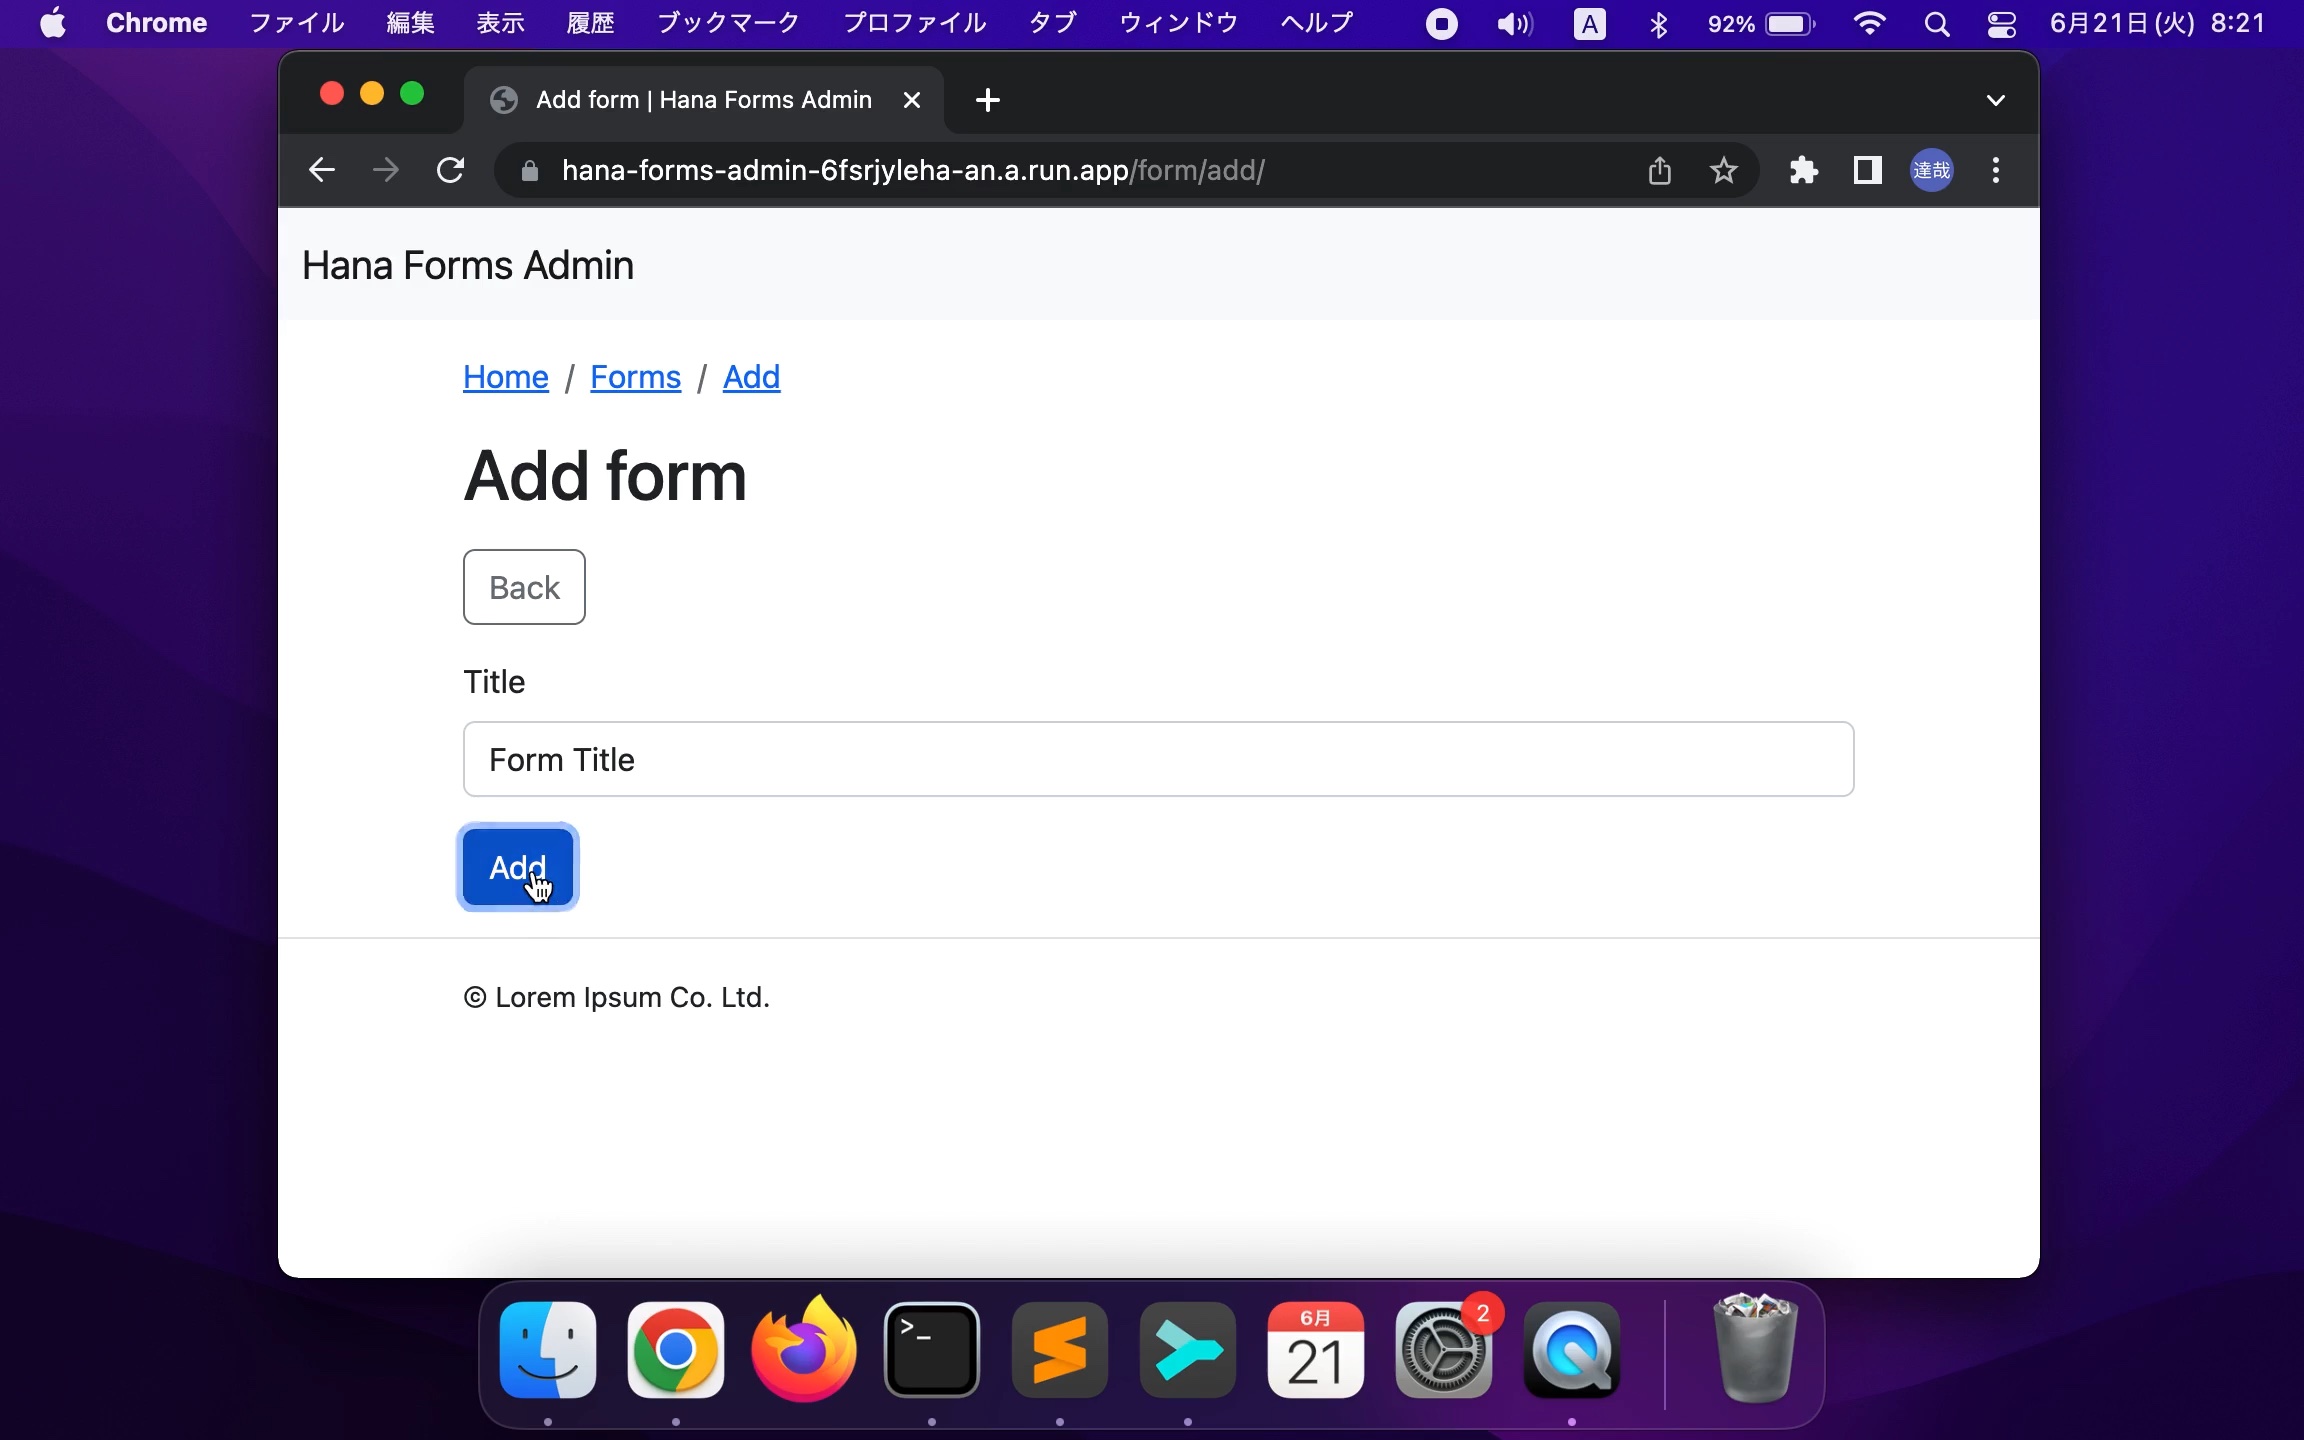 Chrome ファイル 編集 表示 履歴 ブックマーク プロファイル タブ ウィンドウ ヘルプ A 92% 6月21日(火) 8:21
Add form | Hana Forms Admin
hana-forms-admin-6fsrjyleha-an.a.run.app/form/add/ 達哉
Hana Forms Admin
Home / Forms / Add
Add form
Back
Title
Form Title
Add
© Lorem Ipsum Co. Ltd.
>_
6月
21
2